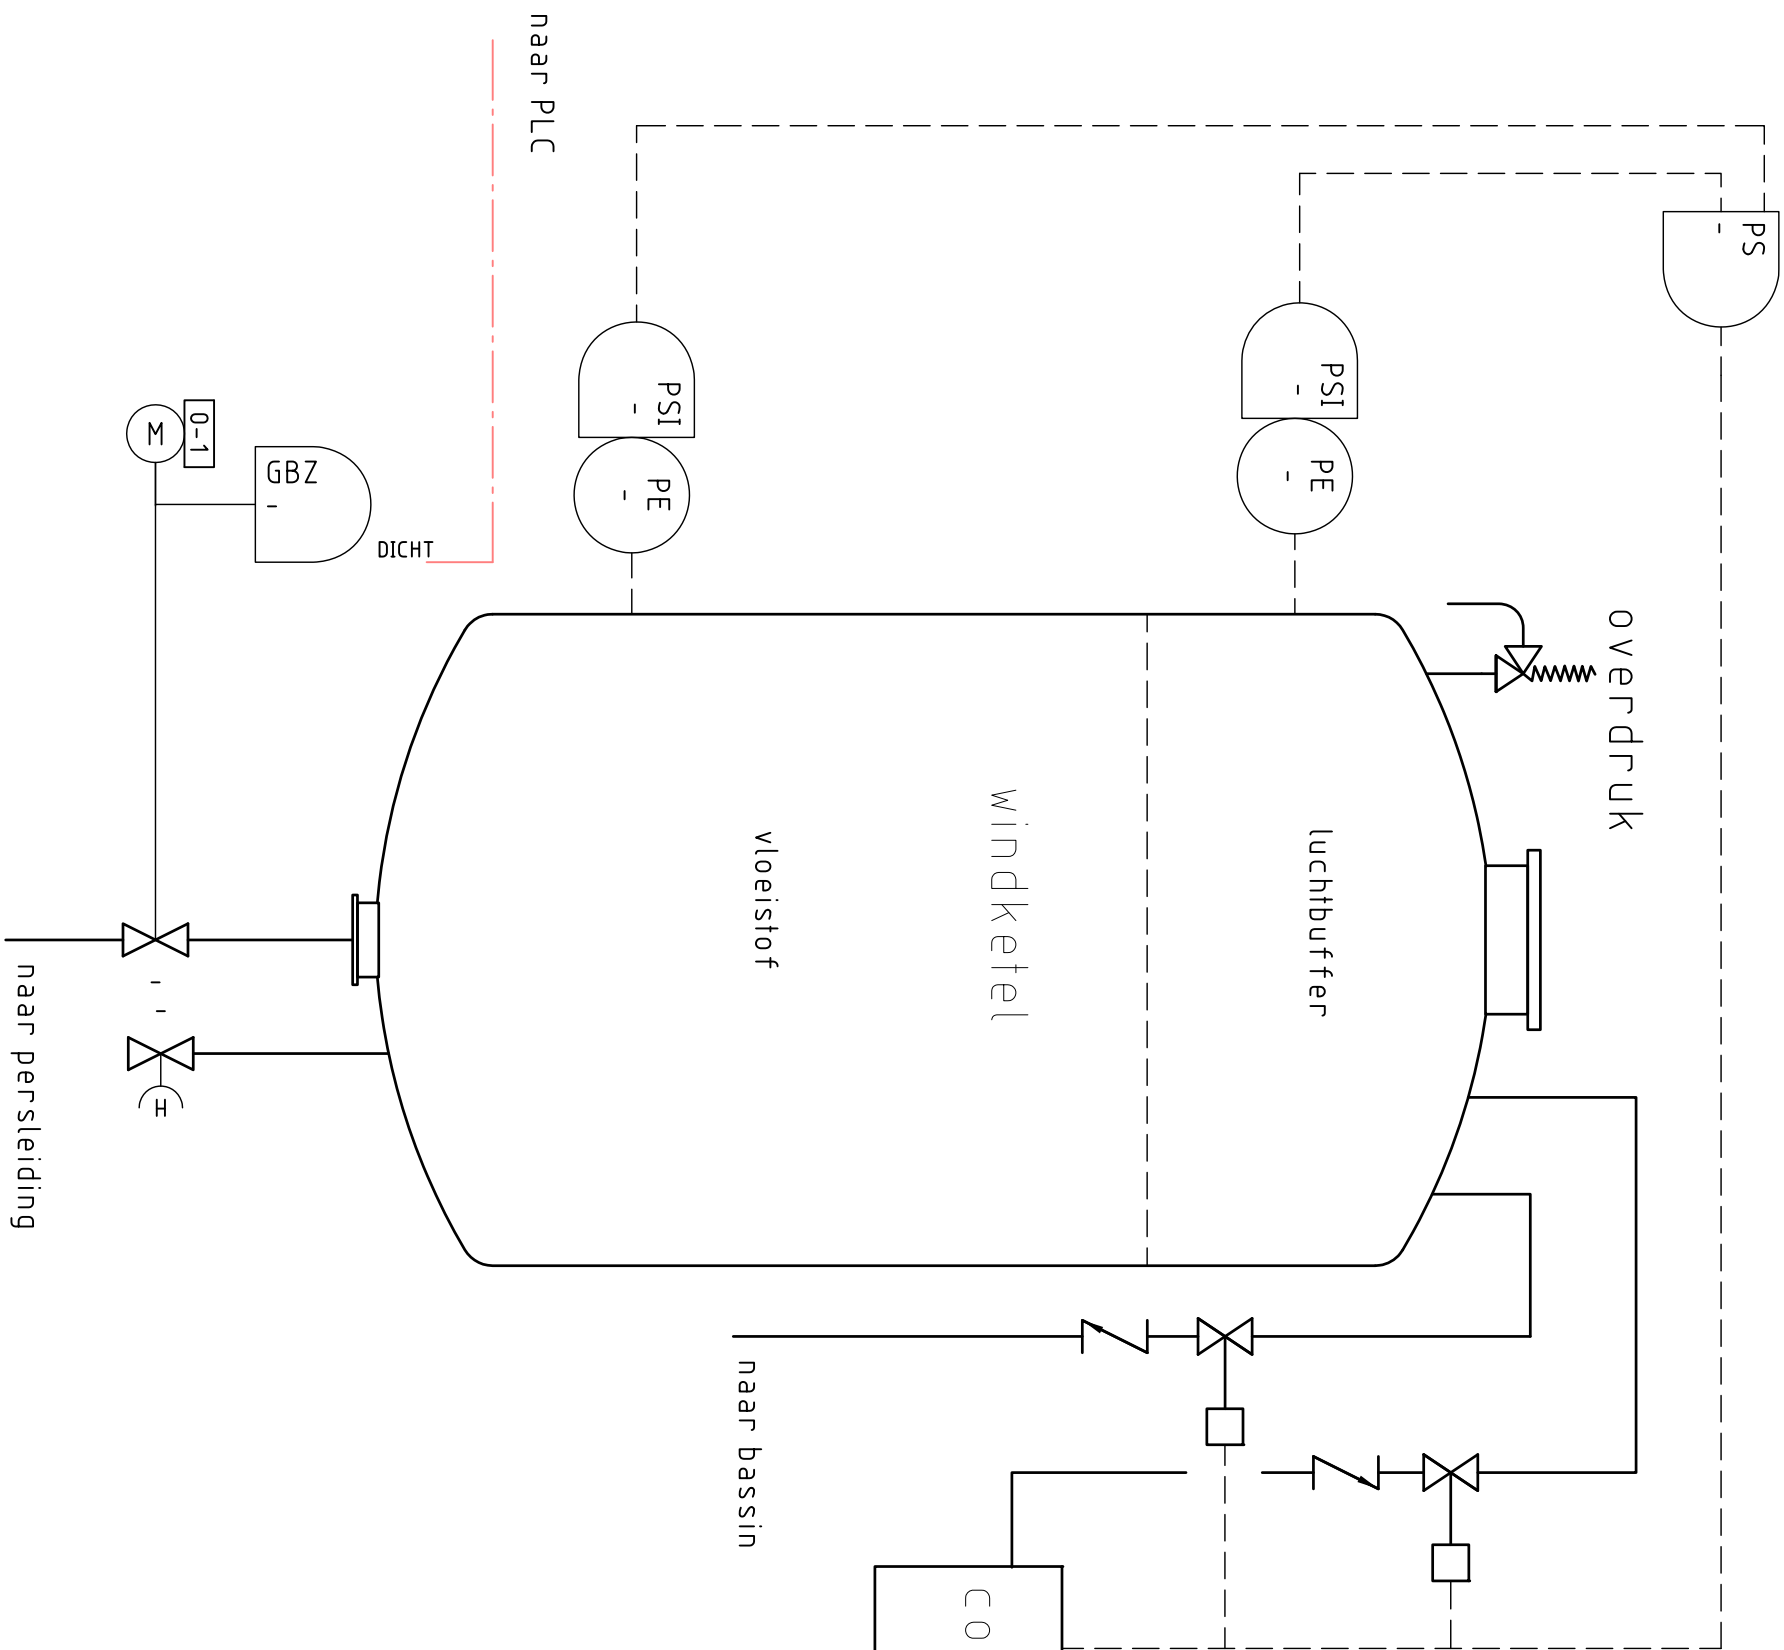 naar PLC
PS
-
PSI
-
PE
-
PSI
-
PE
-
0-1
M
GBZ
-
DICHT
overdruk
luchtbuffer
windketel
vloeistof
-
-
H
naar persleiding
naar bassin
CO